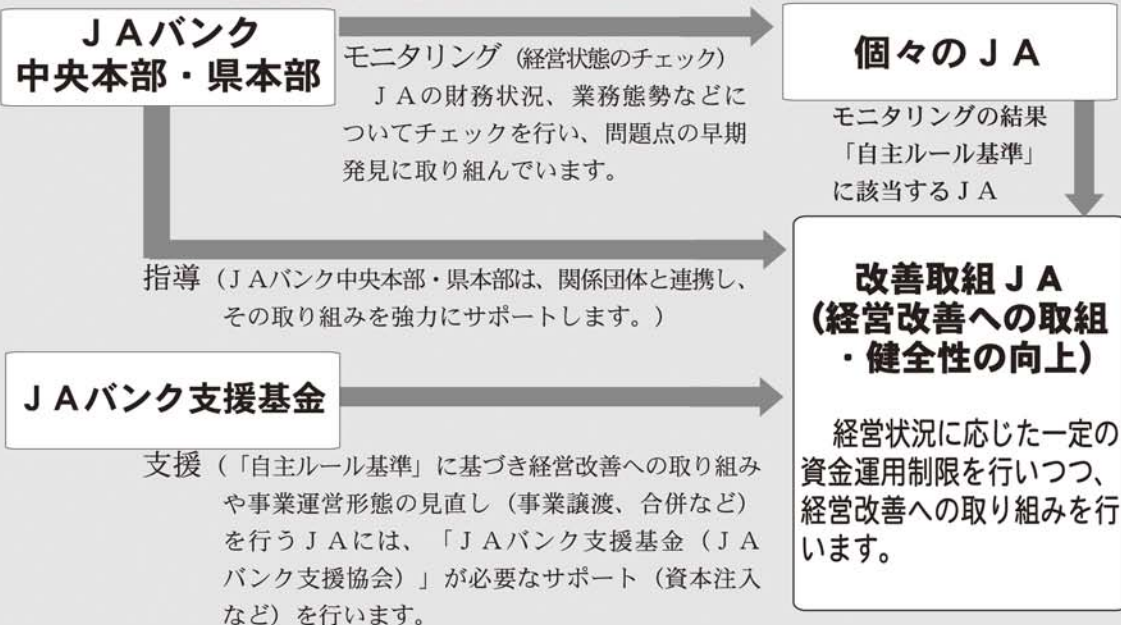 ＪＡバンク
中央本部・県本部
モニタリング（経営状態のチェック）
ＪＡの財務状況、業務態勢などに
ついてチェックを行い、問題点の早期
発見に取り組んでいます。
個々のＪＡ
モニタリングの結果
「自主ルール基準」
に該当するＪＡ
指導（ＪＡバンク中央本部・県本部は、関係団体と連携し、
その取り組みを強力にサポートします。）
ＪＡバンク支援基金
支援（「自主ルール基準」に基づき経営改善への取り組み
や事業運営形態の見直し（事業譲渡、合併など）
を行うＪＡには、「ＪＡバンク支援基金（ＪＡ
バンク支援協会）」が必要なサポート（資本注入
など）を行います。
改善取組ＪＡ
（経営改善への取組
・健全性の向上）
経営状況に応じた一定の
資金運用制限を行いつつ、
経営改善への取り組みを行
います。